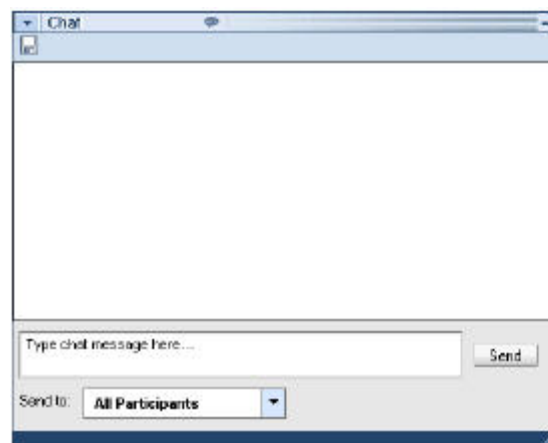 Chat
Type chat message here...
Send
Send to:
All Participants